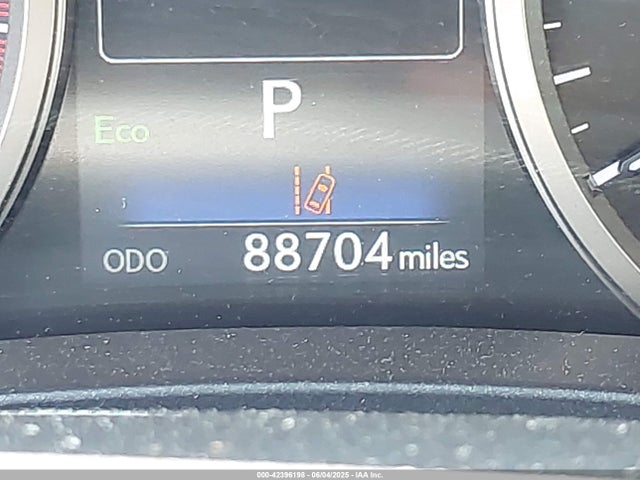 P
Eco
ODO 88704 miles
000-42396198 - 06/04/2025 - IAA Inc.